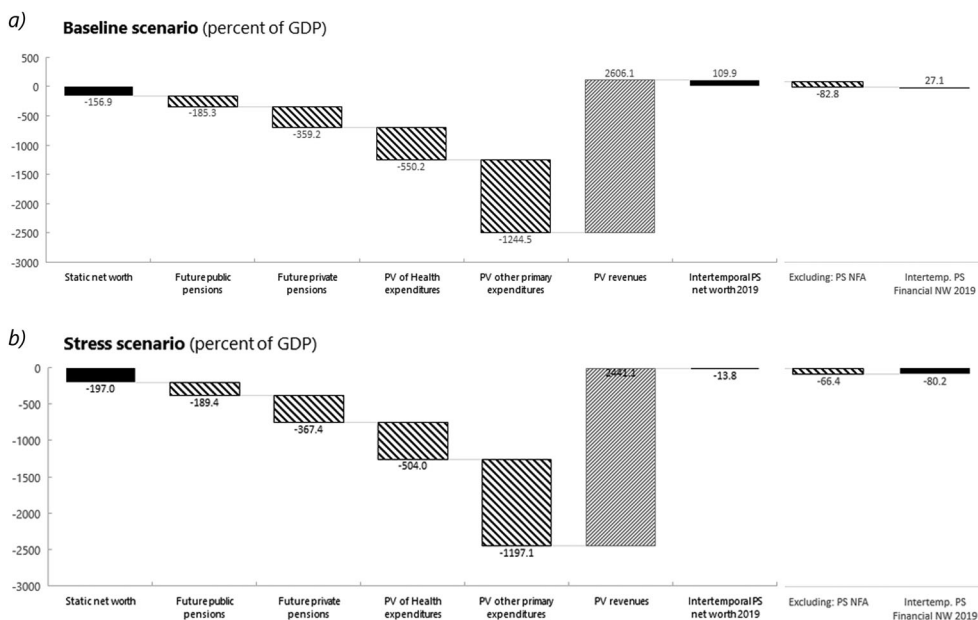 a)
Baseline scenario (percent of GDP)
500
0
-500
-1000
-1500
-2000
-2500
-3000
-156.9
-185.3
-359.2
-550.2
-1244.5
2606.1
109.9
-82.8
27.1
Static net worth
Future public
pensions
Future private
pensions
PV of Health
expenditures
PV other primary
expenditures
PV revenues
Intertemporal PS
net worth 2019
Excluding: PS NFA
Intertemp. PS
Financial NW 2019
b)
Stress scenario (percent of GDP)
0
-500
-1000
-1500
-2000
-2500
-3000
-197.0
-189.4
-367.4
-504.0
-1197.1
2441.1
-13.8
-66.4
-80.2
Static net worth
Future public
pensions
Future private
pensions
PV of Health
expenditures
PV other primary
expenditures
PV revenues
Intertemporal PS
net worth 2019
Excluding: PS NFA
Intertemp. PS
Financial NW 2019